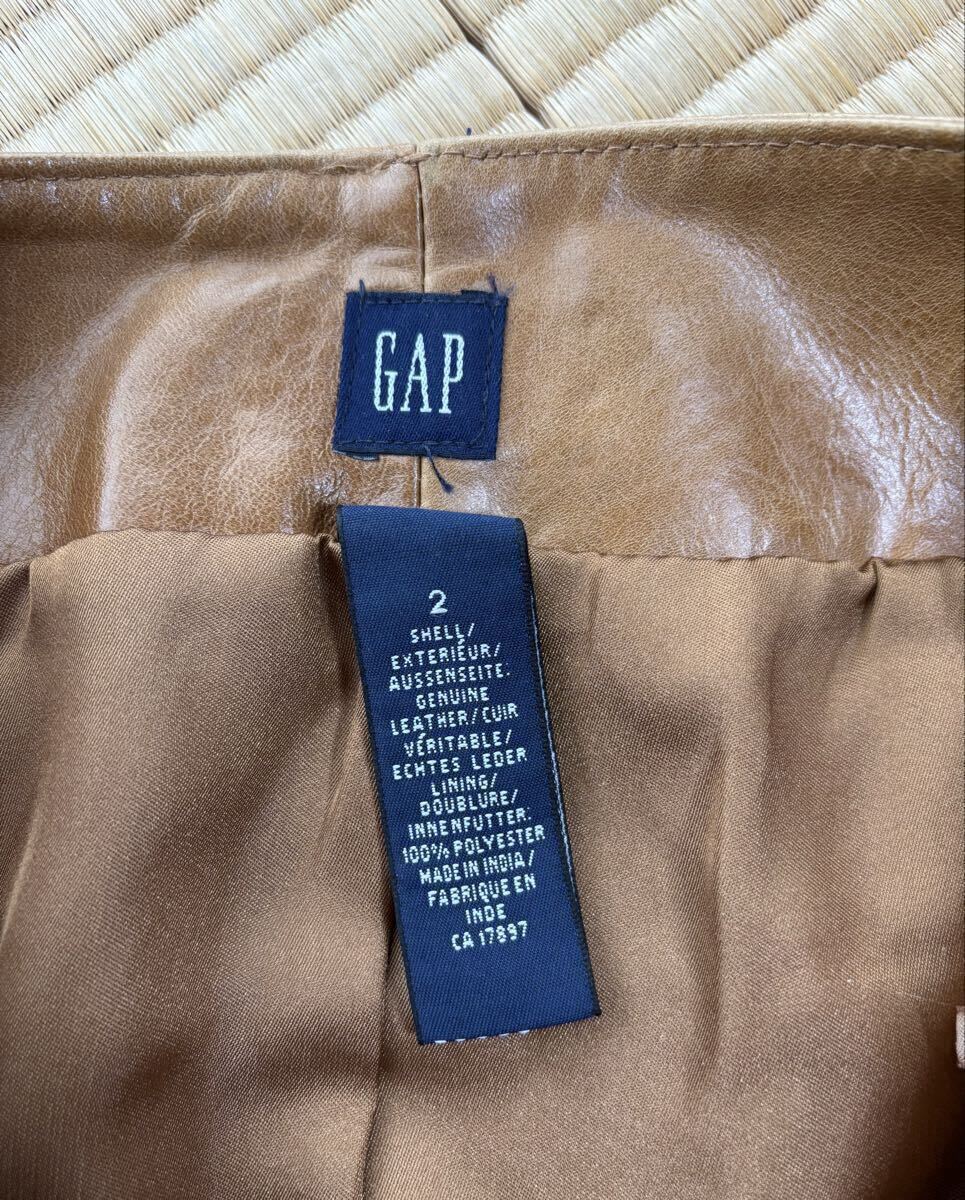 GAP
2
SHELL/
EXTERIÉUR/
AUSSENSEITE:
GENUINE
LEATHER/CUIR
VÉRITABLE/
ECHTES LEDER
LINING/
DOUBLURE/
INNENFUTTER:
100% POLYESTER
MADE IN INDIA/
FABRIQUE EN
INDE
CA 17897